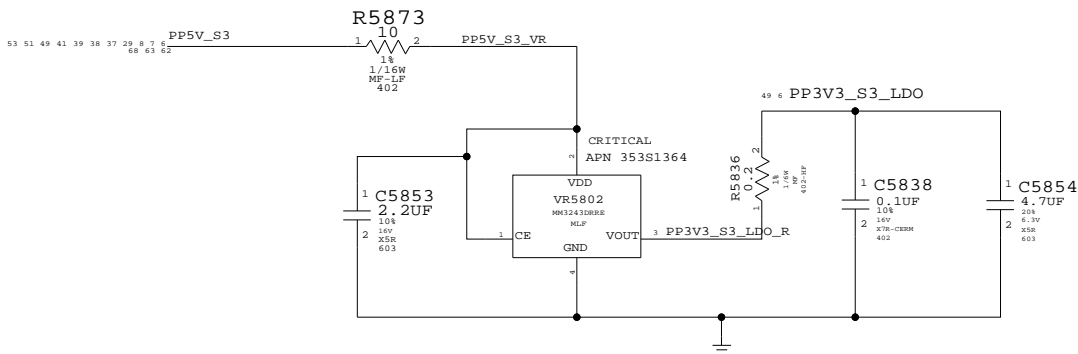 R5873
10
1
2
1%
1/16W
MF-LF
402
53 51 49 41 39 38 37 29 8 7 6
68 63 62
PP5V_S3
PP5V_S3_VR
49 6 PP3V3_S3_LDO
CRITICAL
APN 353S1364
2
VDD
VR5802
MM3243DRRE
MLF
1
CE
GND
VOUT
3
PP3V3_S3_LDO_R
4
1
C5853
2.2UF
10%
16V
X5R
603
2
2
R5836
0.2
1%
1/6W
MF
402-HF
1
1
C5838
0.1UF
10%
16V
X7R-CERM
402
2
1
C5854
4.7UF
20%
6.3V
X5R
603
2